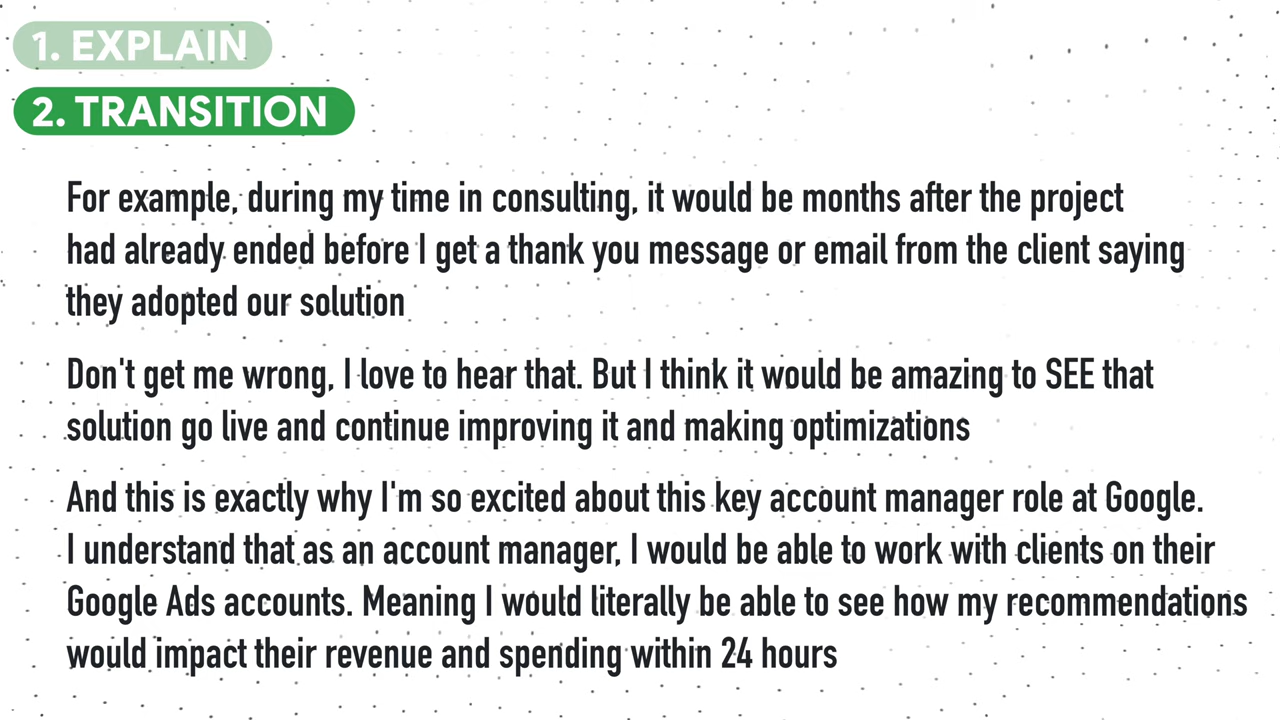 1. EXPLAIN
2. TRANSITION
For example, during my time in consulting, it would be months after the project
had already ended before I get a thank you message or email from the client saying
they adopted our solution
Don't get me wrong, I love to hear that. But I think it would be amazing to SEE that
solution go live and continue improving it and making optimizations
And this is exactly why I'm so excited about this key account manager role at Google.
I understand that as an account manager, I would be able to work with clients on their
Google Ads accounts. Meaning I would literally be able to see how my recommendations
would impact their revenue and spending within 24 hours